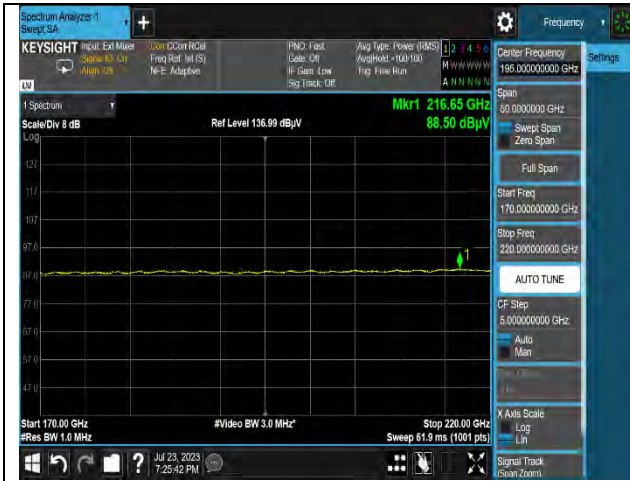 Spectrum Analyzer 1
Swept SA
+
Frequency
KEYSIGHT Input: Ext Mixer
Signal ID: On
Align: Off
Corr CCorr RCal
Freq Ref: Int (S)
NFE: Adaptive
PNO: Fast
Gate: Off
IF Gain: Low
Sig Track: Off
Avg Type: Power (RMS)
Avg|Hold:>100/100
Trig: Free Run
1 2 3 4 5 6
M W W W W W
A N N N N N
LXI
Center Frequency
195.000000000 GHz
Settings
1 Spectrum
Scale/Div 8 dB
Ref Level 136.99 dBµV
Mkr1 216.65 GHz
88.50 dBµV
Span
50.0000000 GHz
Swept Span
Zero Span
Full Span
Start Freq
170.000000000 GHz
Stop Freq
220.000000000 GHz
AUTO TUNE
CF Step
5.000000000 GHz
Auto
Man
X Axis Scale
Log
Lin
Signal Track
(Span Zoom)
Log
127
117
107
97.0
87.0
77.0
67.0
57.0
47.0
1
Start 170.00 GHz
#Res BW 1.0 MHz
#Video BW 3.0 MHz*
Stop 220.00 GHz
Sweep 61.9 ms (1001 pts)
?
Jul 23, 2023
7:25:42 PM